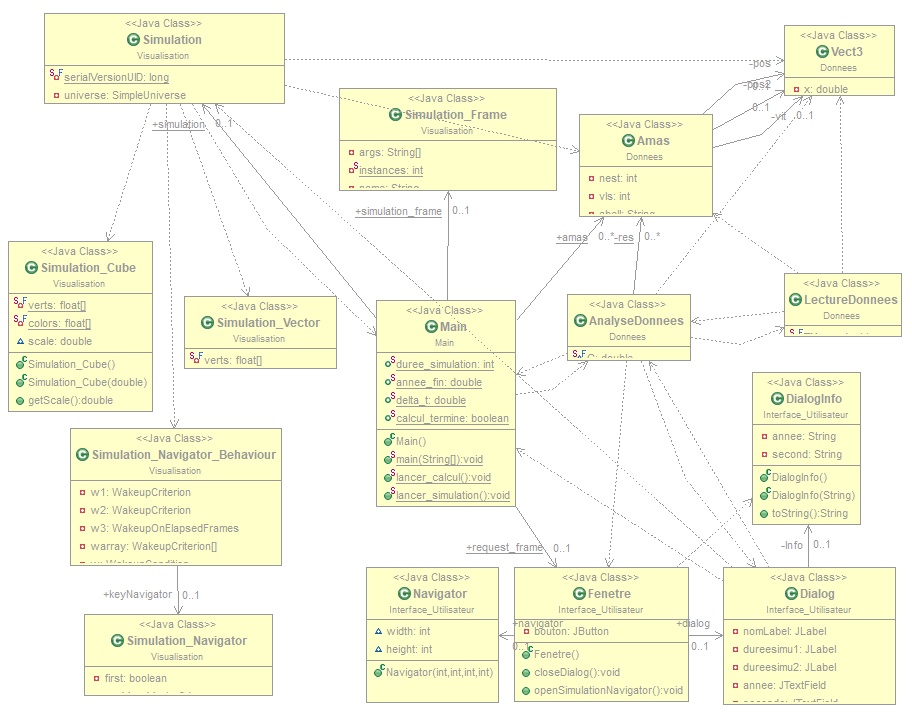 <<Java Class>>
Simulation
Visualisation
serialVersionUID: long
universe: SimpleUniverse
<<Java Class>>
Vect3
Donnees
x: double
-pos
0..1
-vit
0..1
0..1
<<Java Class>>
Simulation_Frame
Visualisation
args: String[]
instances: int
name: String
<<Java Class>>
Amas
Donnees
nest: int
vls: int
+simulation
0..1
+simulation_frame
0..1
+amas
0..*
-res
0..*
<<Java Class>>
Simulation_Cube
Visualisation
verts: float[]
colors: float[]
scale: double
Simulation_Cube()
Simulation_Cube(double)
getScale():double
<<Java Class>>
Simulation_Vector
Visualisation
verts: float[]
<<Java Class>>
Main
Main
duree_simulation: int
annee_fin: double
delta_t: double
calcul_termine: boolean
Main()
main(String[]):void
lancer_calcul():void
lancer_simulation():void
<<Java Class>>
AnalyseDonnees
Donnees
G: double
<<Java Class>>
LectureDonnees
Donnees
<<Java Class>>
DialogInfo
Interface_Utilisateur
annee: String
second: String
DialogInfo()
DialogInfo(String)
toString():String
<<Java Class>>
Simulation_Navigator_Behaviour
Visualisation
w1: WakeupCriterion
w2: WakeupCriterion
w3: WakeupOnElapsedFrames
warray: WakeupCriterion[]
w: WakeupCondition
+request_frame
0..1
-Info
0..1
+keyNavigator
0..1
<<Java Class>>
Simulation_Navigator
Visualisation
first: boolean
<<Java Class>>
Navigator
Interface_Utilisateur
width: int
height: int
Navigator(int,int,int,int)
+navigator
0..1
<<Java Class>>
Fenetre
Interface_Utilisateur
bouton: JButton
Fenetre()
closeDialog():void
openSimulationNavigator():void
+dialog
0..1
<<Java Class>>
Dialog
Interface_Utilisateur
nomLabel: JLabel
dureesimu1: JLabel
dureesimu2: JLabel
annee: JTextField
seconde: JTextField